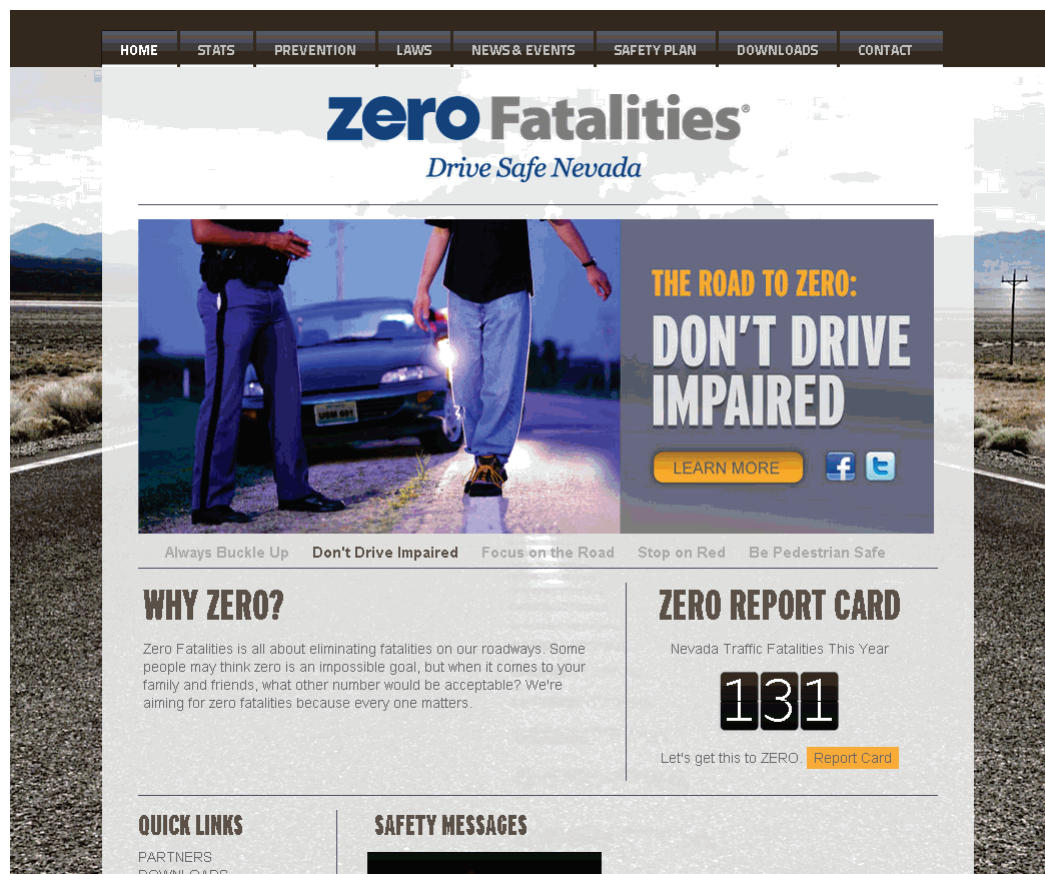 HOME STATS PREVENTION LAWS NEWS & EVENTS SAFETY PLAN DOWNLOADS CONTACT
zero Fatalities®
Drive Safe Nevada
THE ROAD TO ZERO:
DON'T DRIVE
IMPAIRED
LEARN MORE
Always Buckle Up Don't Drive Impaired Focus on the Road Stop on Red Be Pedestrian Safe
WHY ZERO?
Zero Fatalities is all about eliminating fatalities on our roadways. Some
people may think zero is an impossible goal, but when it comes to your
family and friends, what other number would be acceptable? We're
aiming for zero fatalities because every one matters.
ZERO REPORT CARD
Nevada Traffic Fatalities This Year
131
Let's get this to ZERO. Report Card
QUICK LINKS
PARTNERS
DOWNLOADS
SAFETY MESSAGES